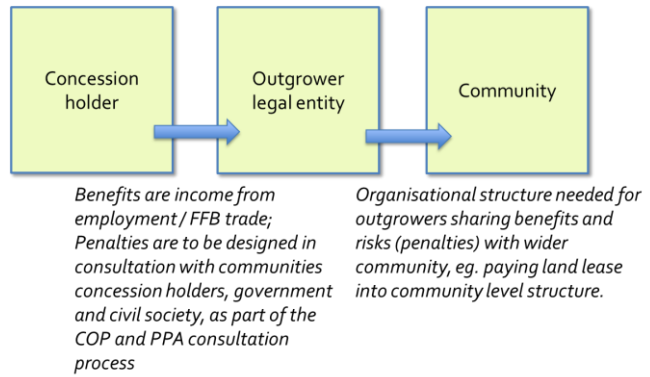 Concession
holder
Outgrower
legal entity
Community
Benefits are income from
employment / FFB trade;
Penalties are to be designed in
consultation with communities
concession holders, government
and civil society, as part of the
COP and PPA consultation
process
Organisational structure needed for
outgrowers sharing benefits and
risks (penalties) with wider
community, eg. paying land lease
into community level structure.